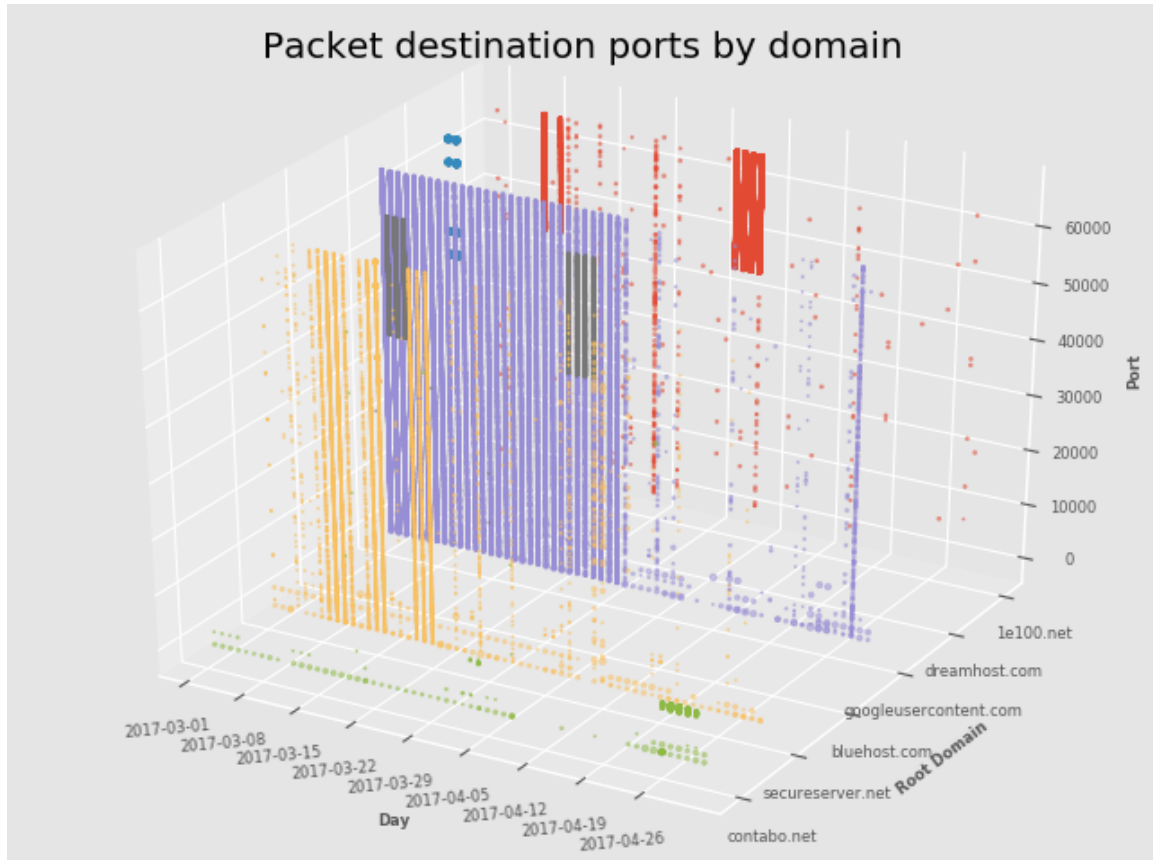 Packet destination ports by domain
60000
50000
40000
30000
20000
10000
0
Port
1e100.net
dreamhost.com
googleusercontent.com
bluehost.com
secureserver.net
contabo.net
Root Domain
2017-03-01
2017-03-08
2017-03-15
2017-03-22
2017-03-29
2017-04-05
2017-04-12
2017-04-19
2017-04-26
Day